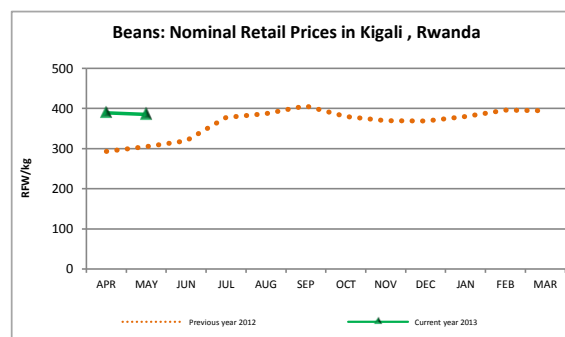 Beans: Nominal Retail Prices in Kigali , Rwanda
500
400
300
200
100
0
RFW/kg
APR MAY JUN JUL AUG SEP OCT NOV DEC JAN FEB MAR
Previous year 2012 Current year 2013